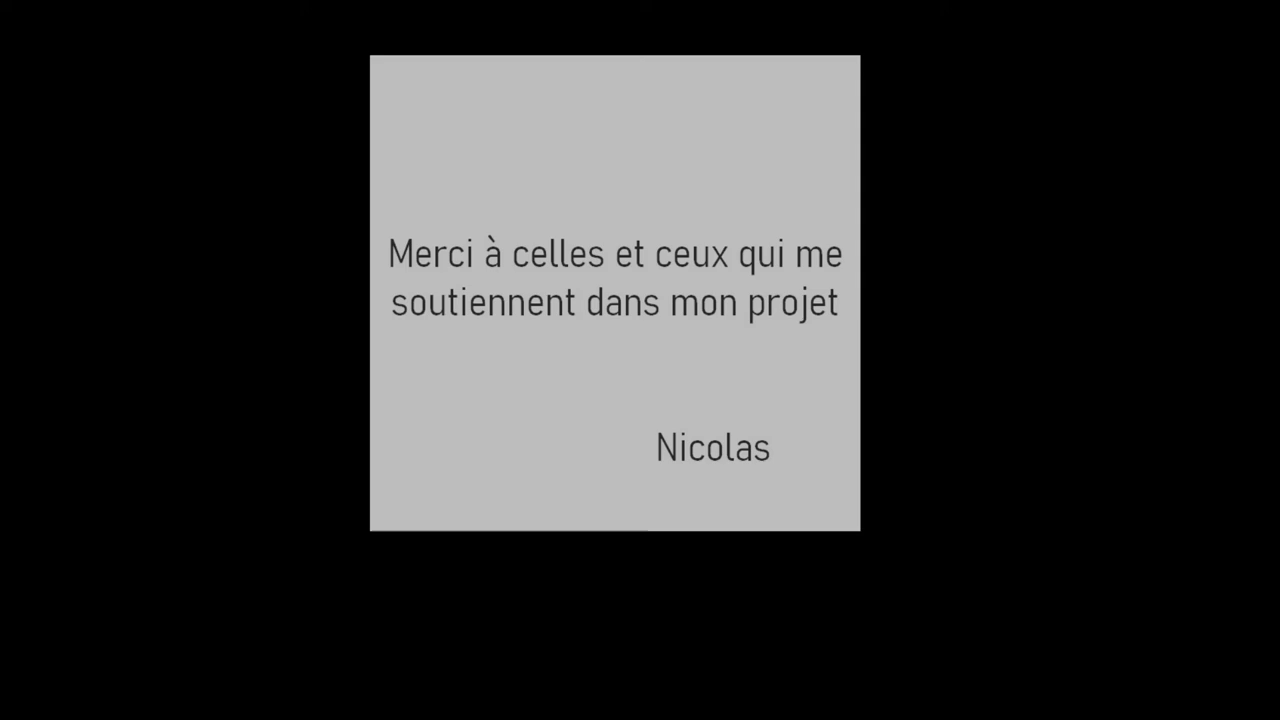 Merci à celles et ceux qui me
soutiennent dans mon projet
Nicolas